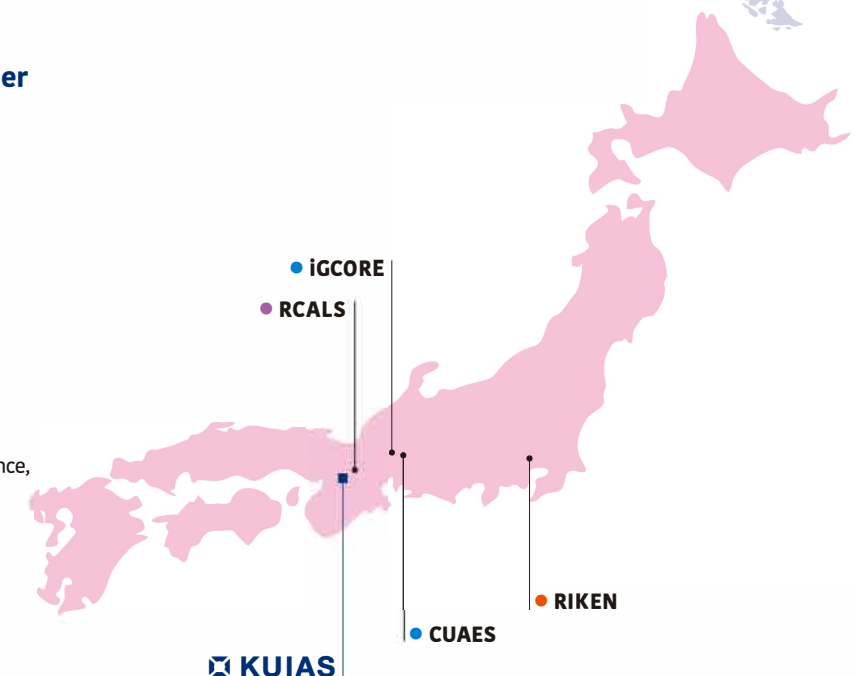 er
iGCORE
RCALS
nce,
RIKEN
CUAES
KUIAS